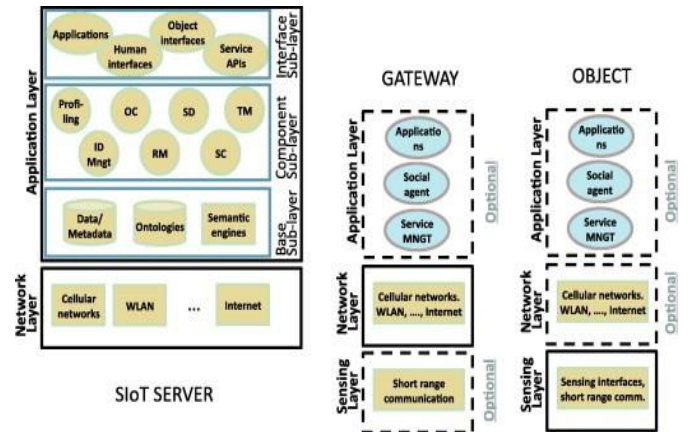 Application Layer
Interface
Sub-layer
Applications
Object
interfaces
Human
interfaces
Service
APIs
Component
Sub-layer
Profi-
ling
OC
SD
TM
ID
Mngt
RM
SC
Base
Sub-layer
Data/
Metadata
Ontologies
Semantic
engines
Network
Layer
Cellular
networks
WLAN
...
Internet
SIoT SERVER
GATEWAY
Application Layer
Applicatio
ns
Social
agent
Service
MNGT
Optional
Network
Layer
Cellular networks.
WLAN, ...., Internet
Sensing
Layer
Short range
communication
Optional
OBJECT
Application Layer
Applicatio
ns
Social
agent
Service
MNGT
Optional
Network
Layer
Cellular networks.
WLAN, ...., Internet
Optional
Sensing
Layer
Sensing interfaces,
short range comm.